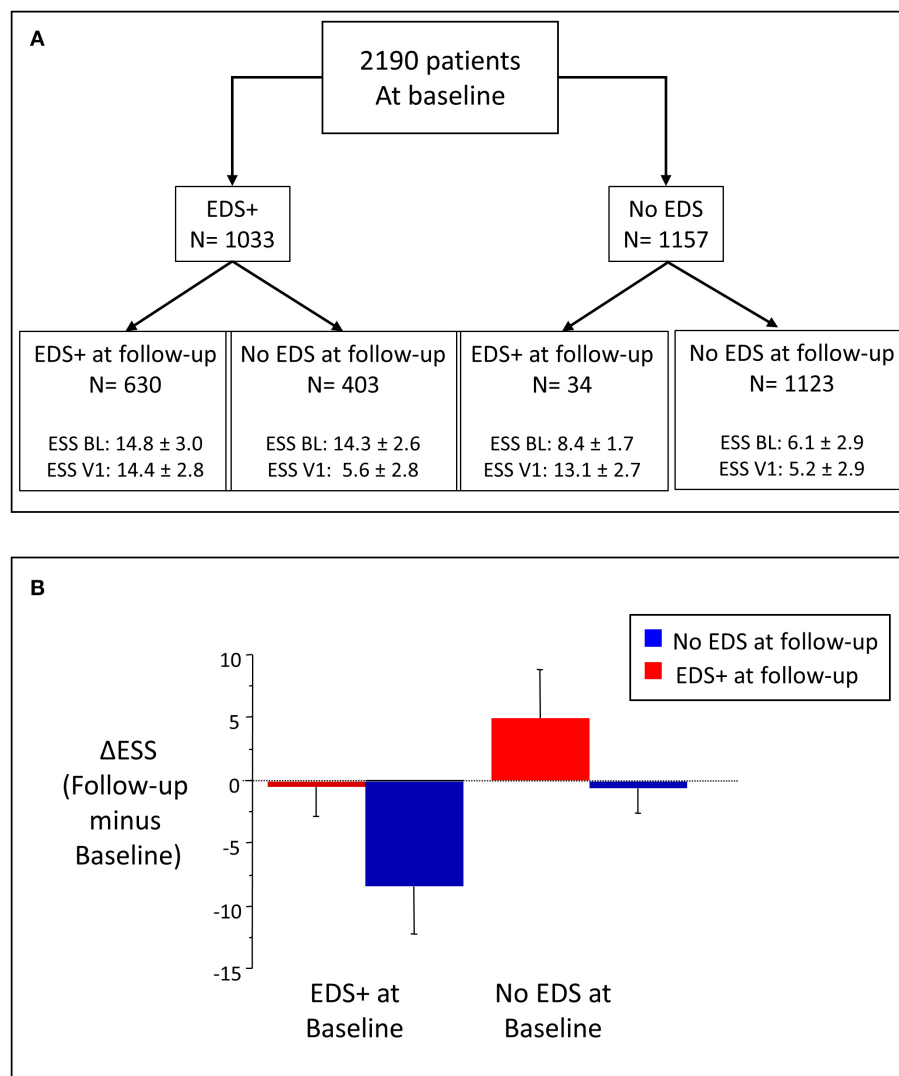 A
2190 patients
At baseline
EDS+
N= 1033
No EDS
N= 1157
EDS+ at follow-up
N= 630
ESS BL: 14.8 ± 3.0
ESS V1: 14.4 ± 2.8
No EDS at follow-up
N= 403
ESS BL: 14.3 ± 2.6
ESS V1: 5.6 ± 2.8
EDS+ at follow-up
N= 34
ESS BL: 8.4 ± 1.7
ESS V1: 13.1 ± 2.7
No EDS at follow-up
N= 1123
ESS BL: 6.1 ± 2.9
ESS V1: 5.2 ± 2.9
B
No EDS at follow-up
EDS+ at follow-up
ΔESS
(Follow-up
minus
Baseline)
10
5
0
-5
-10
-15
EDS+ at
Baseline
No EDS at
Baseline